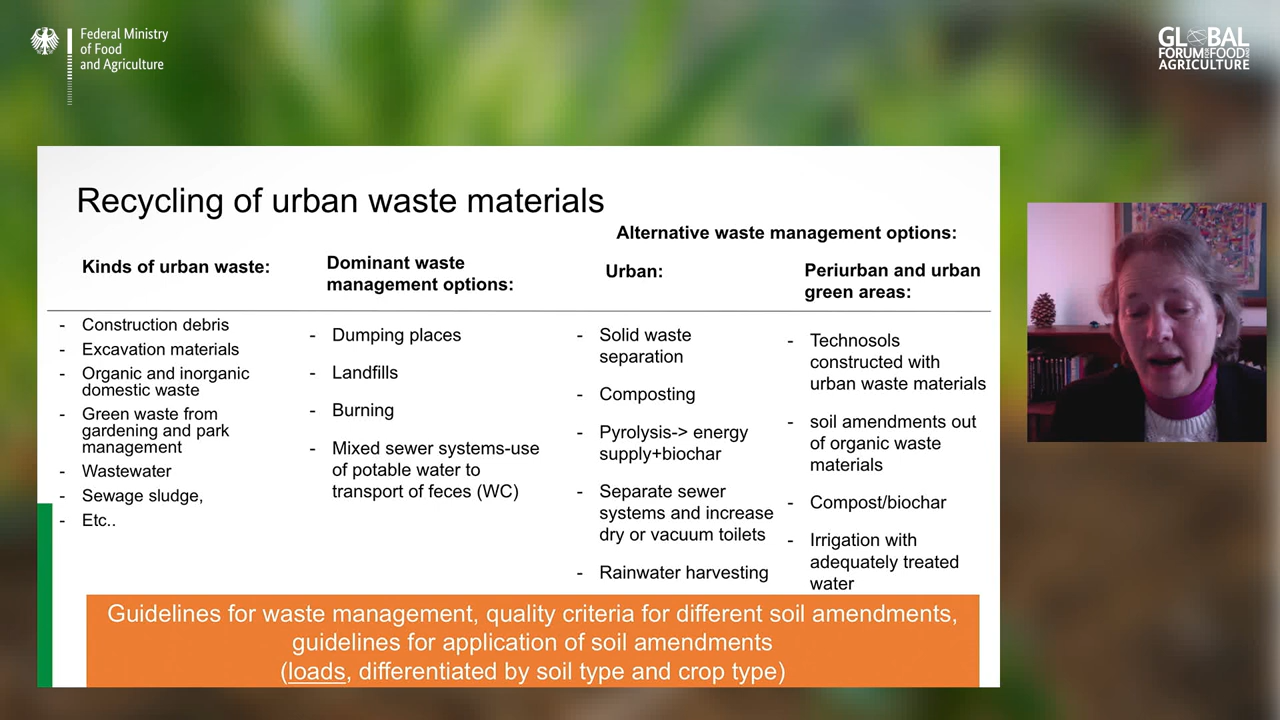 Federal Ministry
of Food
and Agriculture
GLOBAL
FORUM FOR FOOD AND
AGRICULTURE
Recycling of urban waste materials
Alternative waste management options:
Kinds of urban waste:
Dominant waste
management options:
Urban:
Periurban and urban
green areas:
- Construction debris
- Excavation materials
- Organic and inorganic
domestic waste
- Green waste from
gardening and park
management
- Wastewater
- Sewage sludge,
- Etc..
- Dumping places
- Landfills
- Burning
- Mixed sewer systems-use
of potable water to
transport of feces (WC)
- Solid waste
separation
- Composting
- Pyrolysis-> energy
supply+biochar
- Separate sewer
systems and increase
dry or vacuum toilets
- Rainwater harvesting
- Technosols
constructed with
urban waste materials
- soil amendments out
of organic waste
materials
- Compost/biochar
- Irrigation with
adequately treated
water
Guidelines for waste management, quality criteria for different soil amendments,
guidelines for application of soil amendments
(loads, differentiated by soil type and crop type)